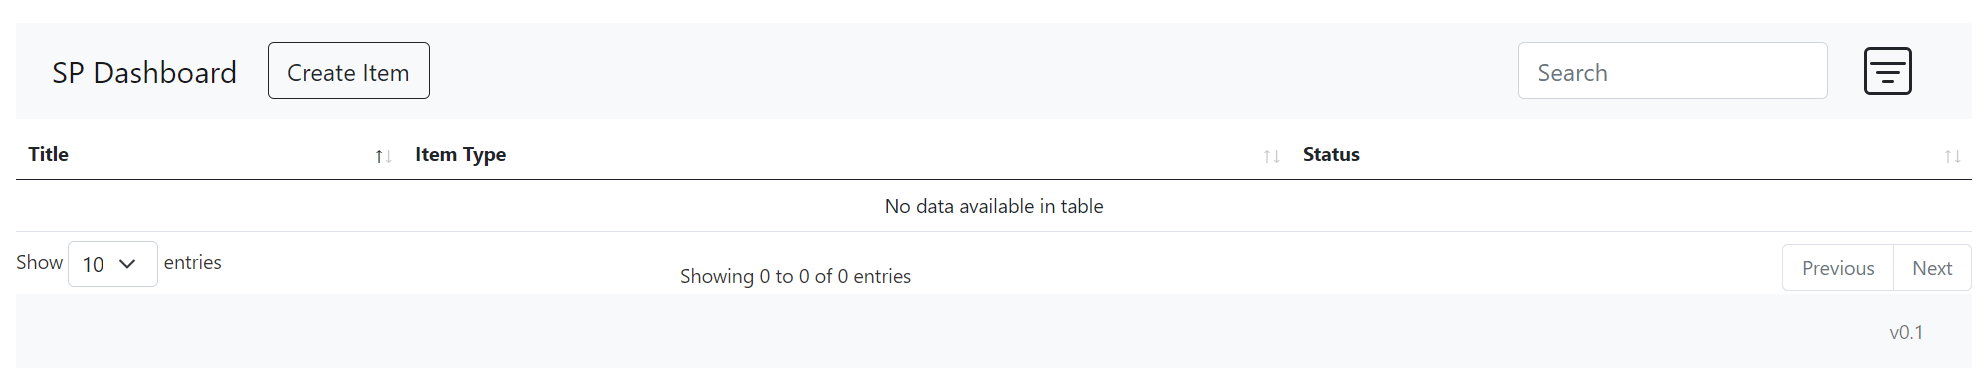 SP Dashboard Create Item Search
Title Item Type Status
No data available in table
Show 10 entries Showing 0 to 0 of 0 entries Previous Next
v0.1